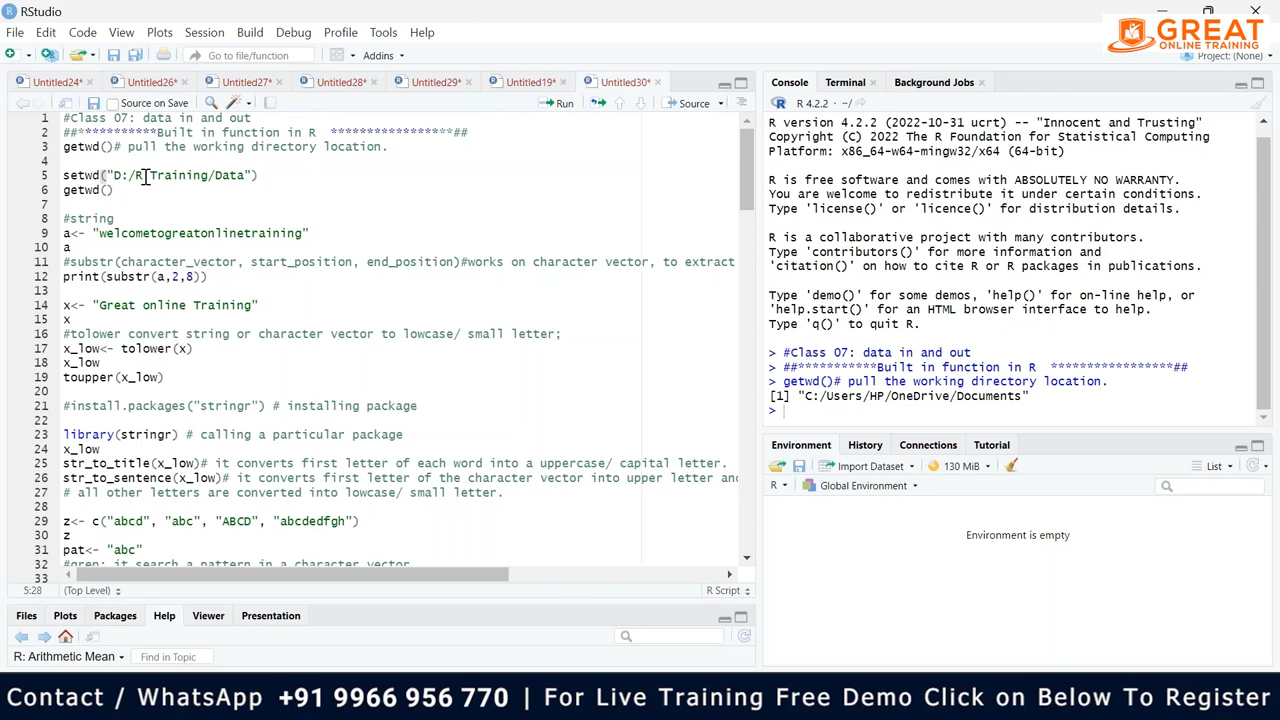 RStudio
File Edit Code View Plots Session Build Debug Profile Tools Help
GREAT
ONLINE TRAINING
Go to file/function
Addins
Project: (None)
Untitled24*
Untitled26*
Untitled27*
Untitled28*
Untitled29*
Untitled19*
Untitled30*
Source on Save
Run
Source
1 #Class 07: data in and out
2 ##***********Built in function in R *****************##
3 getwd()# pull the working directory location.
4
5 setwd("D:/R Training/Data")
6 getwd()
7
8 #string
9 a<- "welcometogreatonlinetraining"
10 a
11 #substr(character_vector, start_position, end_position)#works on character vector, to extract
12 print(substr(a,2,8))
13
14 x<- "Great online Training"
15 x
16 #tolower convert string or character vector to lowcase/ small letter;
17 x_low<- tolower(x)
18 x_low
19 toupper(x_low)
20
21 #install.packages("stringr") # installing package
22
23 library(stringr) # calling a particular package
24 x_low
25 str_to_title(x_low)# it converts first letter of each word into a uppercase/ capital letter.
26 str_to_sentence(x_low)# it converts first letter of the character vector into upper letter and
27 # all other letters are converted into lowcase/ small letter.
28
29 z<- c("abcd", "abc", "ABCD", "abcdedfgh")
30 z
31 pat<- "abc"
32 #grep: it search a pattern in a character vector
33
5:28
(Top Level)
R Script
Files Plots Packages Help Viewer Presentation
R: Arithmetic Mean
Find in Topic
Console Terminal Background Jobs
R 4.2.2 · ~/
R version 4.2.2 (2022-10-31 ucrt) -- "Innocent and Trusting"
Copyright (C) 2022 The R Foundation for Statistical Computing
Platform: x86_64-w64-mingw32/x64 (64-bit)
R is free software and comes with ABSOLUTELY NO WARRANTY.
You are welcome to redistribute it under certain conditions.
Type 'license()' or 'licence()' for distribution details.
R is a collaborative project with many contributors.
Type 'contributors()' for more information and
'citation()' on how to cite R or R packages in publications.
Type 'demo()' for some demos, 'help()' for on-line help, or
'help.start()' for an HTML browser interface to help.
Type 'q()' to quit R.
> #Class 07: data in and out
> ##***********Built in function in R *****************##
> getwd()# pull the working directory location.
[1] "C:/Users/HP/OneDrive/Documents"
>
Environment History Connections Tutorial
Import Dataset
130 MiB
List
R
Global Environment
Environment is empty
Contact / WhatsApp +91 9966 956 770 | For Live Training Free Demo Click on Below To Register